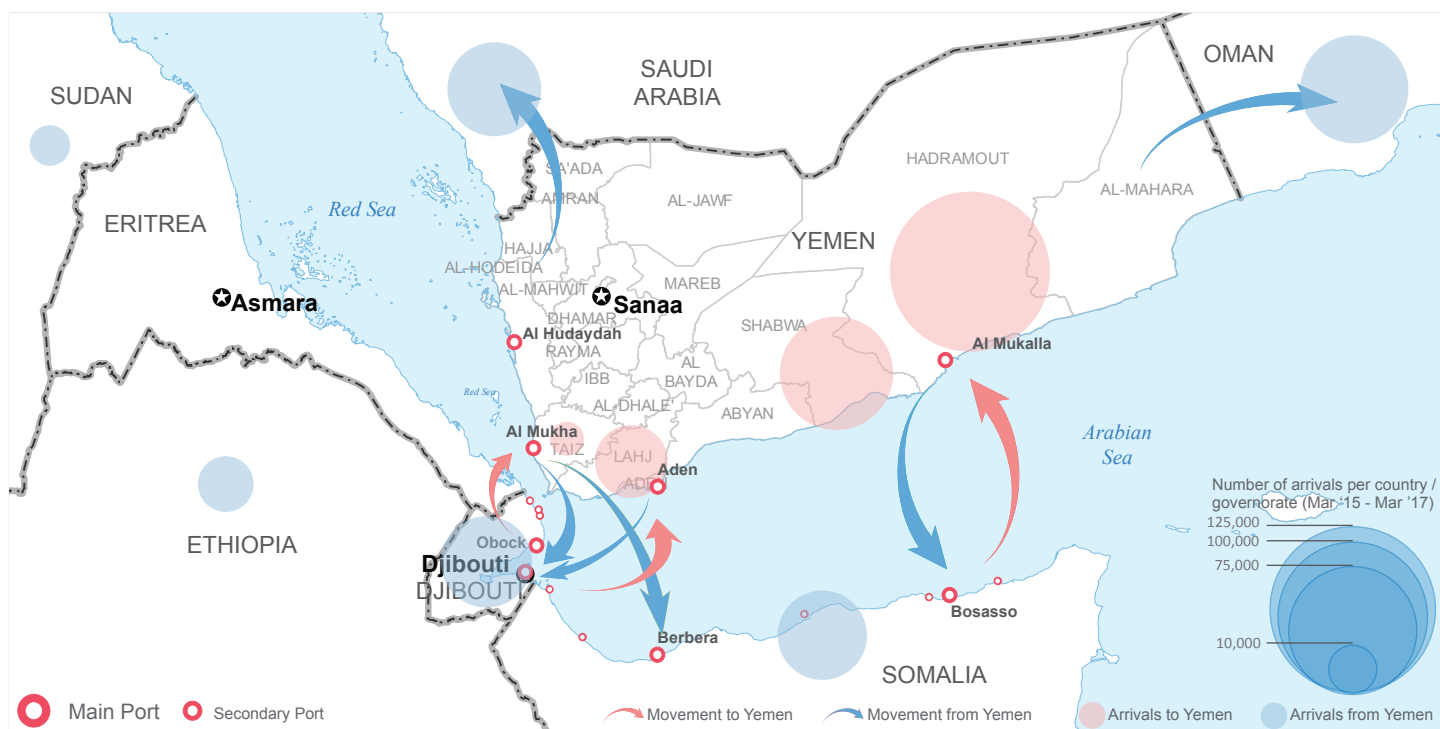 SUDAN
SAUDI
ARABIA
OMAN
ERITREA
Red Sea
SA'ADA
AMRAN
AL-JAWF
HADRAMOUT
AL-MAHARA
YEMEN
HAJJA
AL-HODEIDA
AL-MAHWIT
MAREB
Asmara
Sanaa
DHAMAR
SHABWA
Al Hudaydah
RAYMA
Al Mukalla
AL
BAYDA
IBB
Red Sea
AL-DHALE'
ABYAN
Al Mukha
TAIZ
LAHJ
Aden
ADEN
Arabian
Sea
Number of arrivals per country /
governorate (Mar '15 - Mar '17)
125,000
100,000
75,000
10,000
ETHIOPIA
Obock
Djibouti
DJIBOUTI
Bosasso
Berbera
SOMALIA
Main Port
Secondary Port
Movement to Yemen
Movement from Yemen
Arrivals to Yemen
Arrivals from Yemen